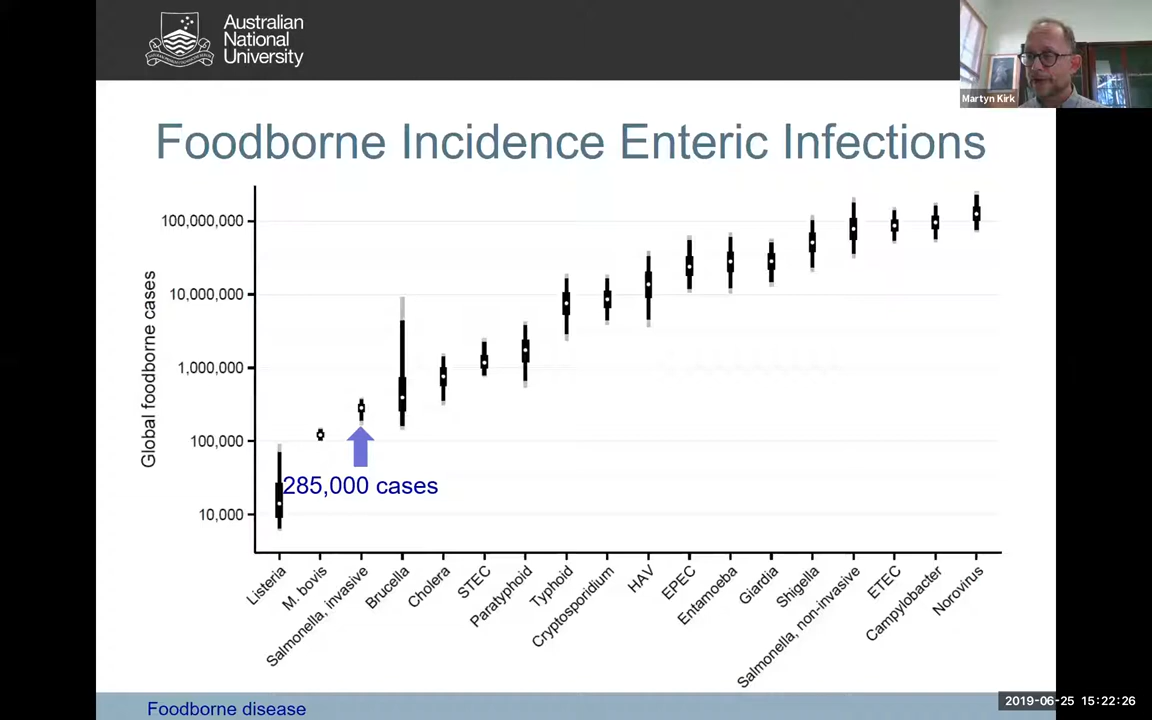 Australian
National
University
Martyn Kirk
Foodborne Incidence Enteric Infections
Global foodborne cases
100,000,000
10,000,000
1,000,000
100,000
10,000
285,000 cases
Listeria
M. bovis
Salmonella, invasive
Brucella
Cholera
STEC
Paratyphoid
Typhoid
Cryptosporidium
HAV
EPEC
Entamoeba
Giardia
Shigella
Salmonella, non-invasive
ETEC
Campylobacter
Norovirus
Foodborne disease
2019-06-25 15:22:26